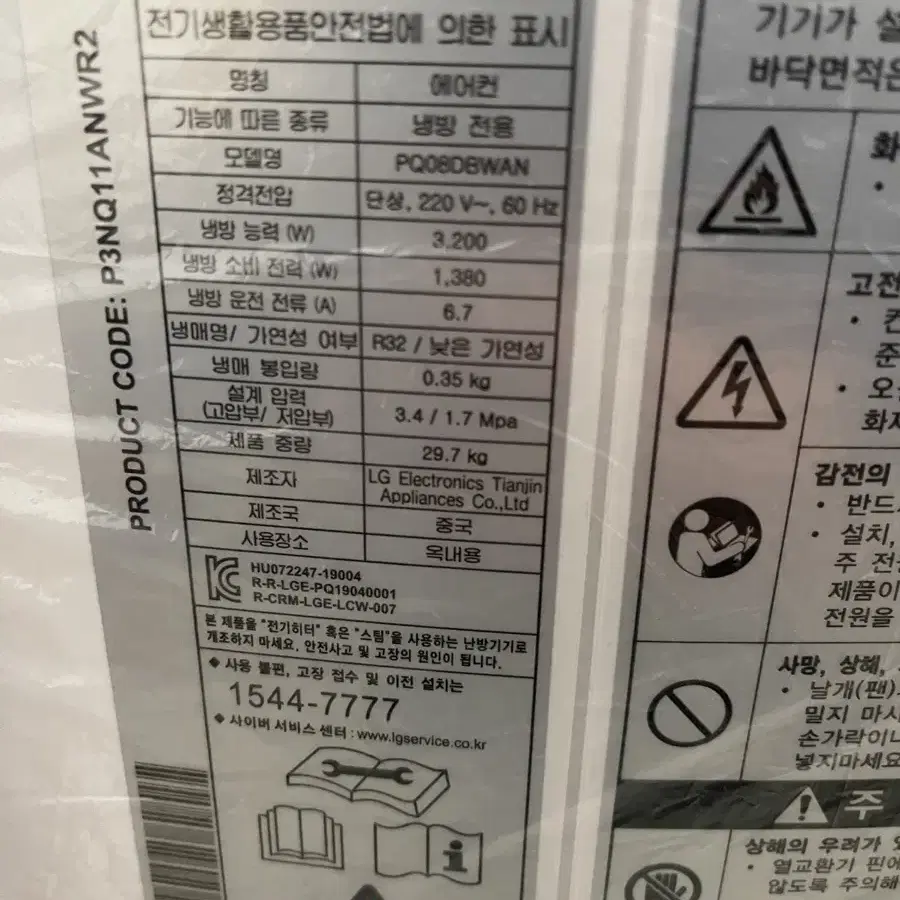 PRODUCT CODE: P3NQ11ANWR2
전기생활용품안전법에 의한 표시
명칭 에어컨
기능에 따른 종류 냉방 전용
모델명 PQ08DBWAN
정격전압 단상, 220 V~, 60 Hz
냉방 능력 (W) 3,200
냉방 소비 전력 (W) 1,380
냉방 운전 전류 (A) 6.7
냉매명/ 가연성 여부 R32 / 낮은 가연성
냉매 봉입량 0.35 kg
설계 압력
(고압부/ 저압부) 3.4 / 1.7 Mpa
제품 중량 29.7 kg
제조자 LG Electronics Tianjin
Appliances Co.,Ltd
제조국 중국
사용장소 옥내용
HU072247-19004
R-R-LGE-PQ19040001
R-CRM-LGE-LCW-007
본 제품을 "전기히터" 혹은 "스팀"을 사용하는 난방기기로
개조하지 마세요. 안전사고 및 고장의 원인이 됩니다.
◆ 사용 불편, 고장 접수 및 이전 설치는
1544-7777
◆ 사이버 서비스 센터 : www.lgservice.co.kr
기기가 설
바닥면적은
화
•
고전
• 컨
준
• 오
화재
감전의
• 반드시
• 설치,
주 전원
제품이
전원을
사망, 상해,
• 날개(팬)
밀지 마시
손가락이나
넣지마세요
주
상해의 우려가
• 열교환기 핀에
않도록 주의해